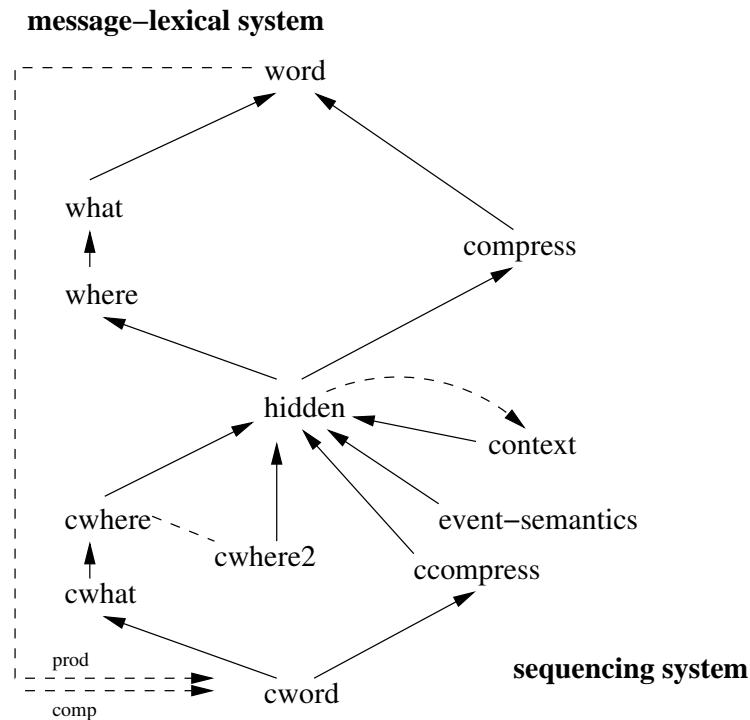 message−lexical system
word
what
compress
where
hidden
context
cwhere
event−semantics
cwhere2
ccompress
cwhat
prod
sequencing system
cword
comp